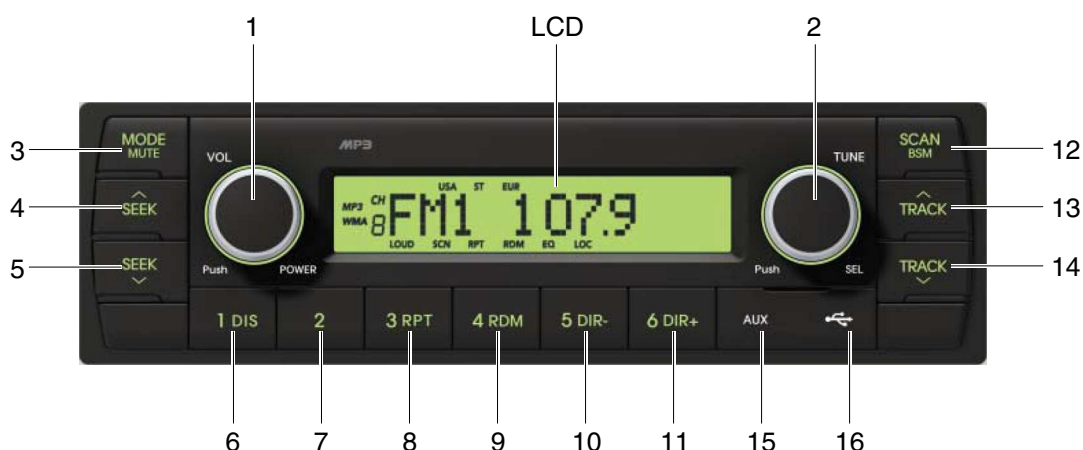 1 LCD 2
3 MODE MP3 SCAN 12
MUTE VOL TUNE BSM
USA ST EUR
4 SEEK MP3 CH FM1 107.9 TRACK 13
WMA 8
LOUD SCN RPT RDM EQ LOC
5 SEEK TRACK 14
Push POWER Push SEL
1 DIS 2 3 RPT 4 RDM 5 DIR- 6 DIR+ AUX
6 7 8 9 10 11 15 16